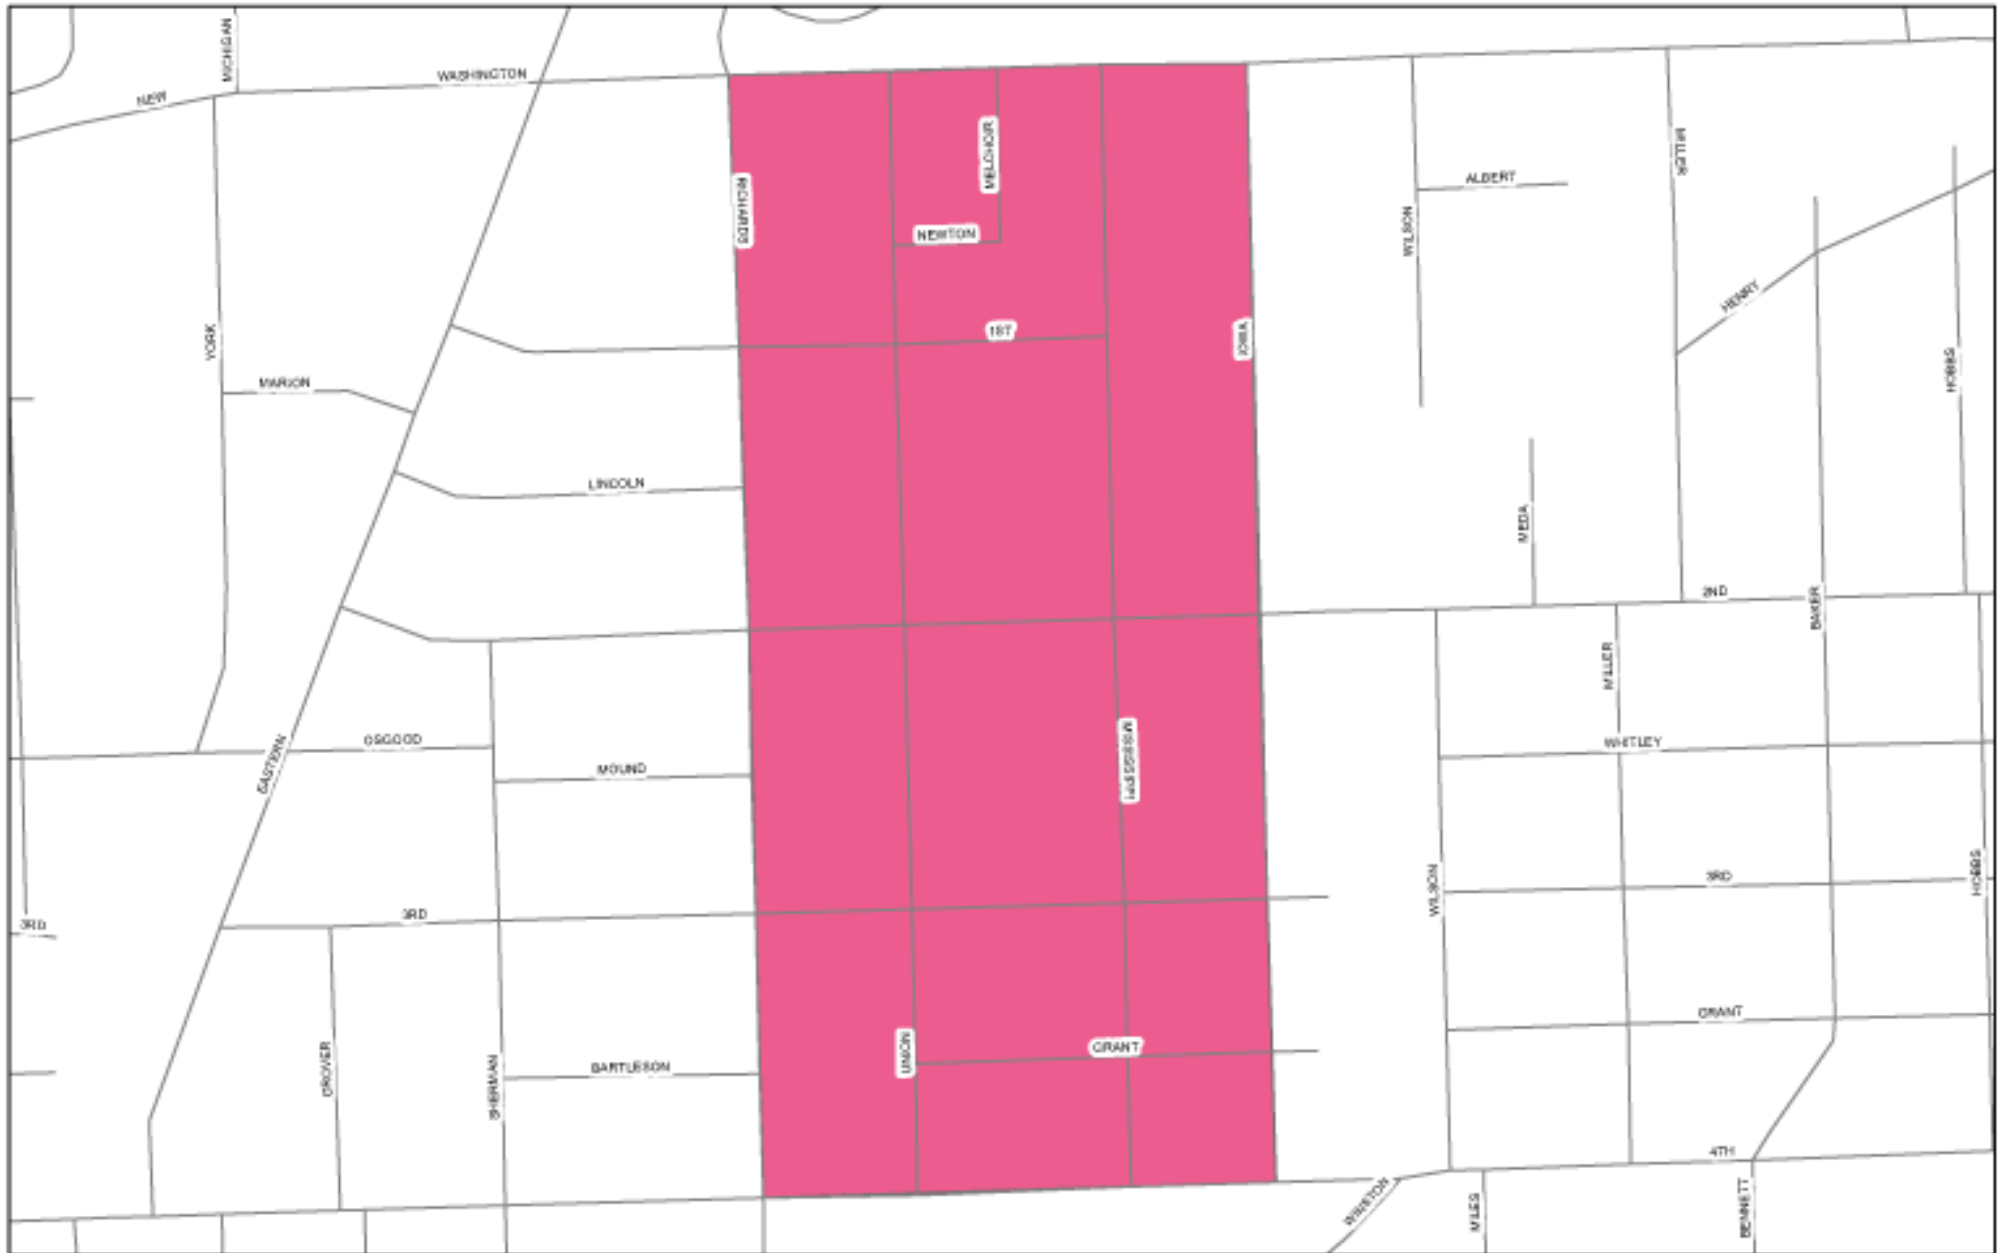 MICHIGAN
WASHINGTON
NEW
MELCHOIR
MILLER
ALBERT
RICHARDS
WILSON
NEWTON
HENRY
1ST
IOWA
YORK
HOBBS
MARION
LINCOLN
MEDA
2ND
BAKER
MILLER
OSGOOD
WHITLEY
EASTERN
MOUND
MISSISSIPPI
3RD
HOBBS
WILSON
3RD
3RD
GRANT
UNION
GRANT
BARTLESON
GROVER
SHERMAN
4TH
WINSTON
MILES
BENNETT